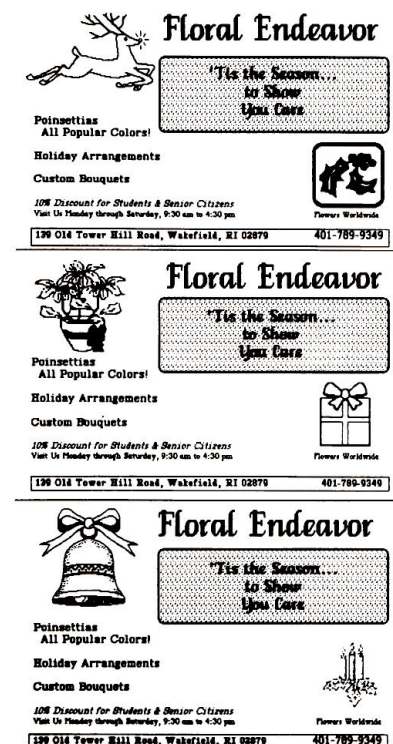 Floral Endeavor
'Tis the Season...
to Show
You Care
Poinsettias
All Popular Colors!
Holiday Arrangements
Custom Bouquets
10% Discount for Students & Senior Citizens
Visit Us Monday through Saturday, 9:30 am to 4:30 pm
Flowers Worldwide
139 Old Tower Hill Road, Wakefield, RI 02879 401-789-9349
Floral Endeavor
'Tis the Season...
to Show
You Care
Poinsettias
All Popular Colors!
Holiday Arrangements
Custom Bouquets
10% Discount for Students & Senior Citizens
Visit Us Monday through Saturday, 9:30 am to 4:30 pm
Flowers Worldwide
139 Old Tower Hill Road, Wakefield, RI 02879 401-789-9349
Floral Endeavor
'Tis the Season...
to Show
You Care
Poinsettias
All Popular Colors!
Holiday Arrangements
Custom Bouquets
10% Discount for Students & Senior Citizens
Visit Us Monday through Saturday, 9:30 am to 4:30 pm
Flowers Worldwide
139 Old Tower Hill Road, Wakefield, RI 02879 401-789-9349